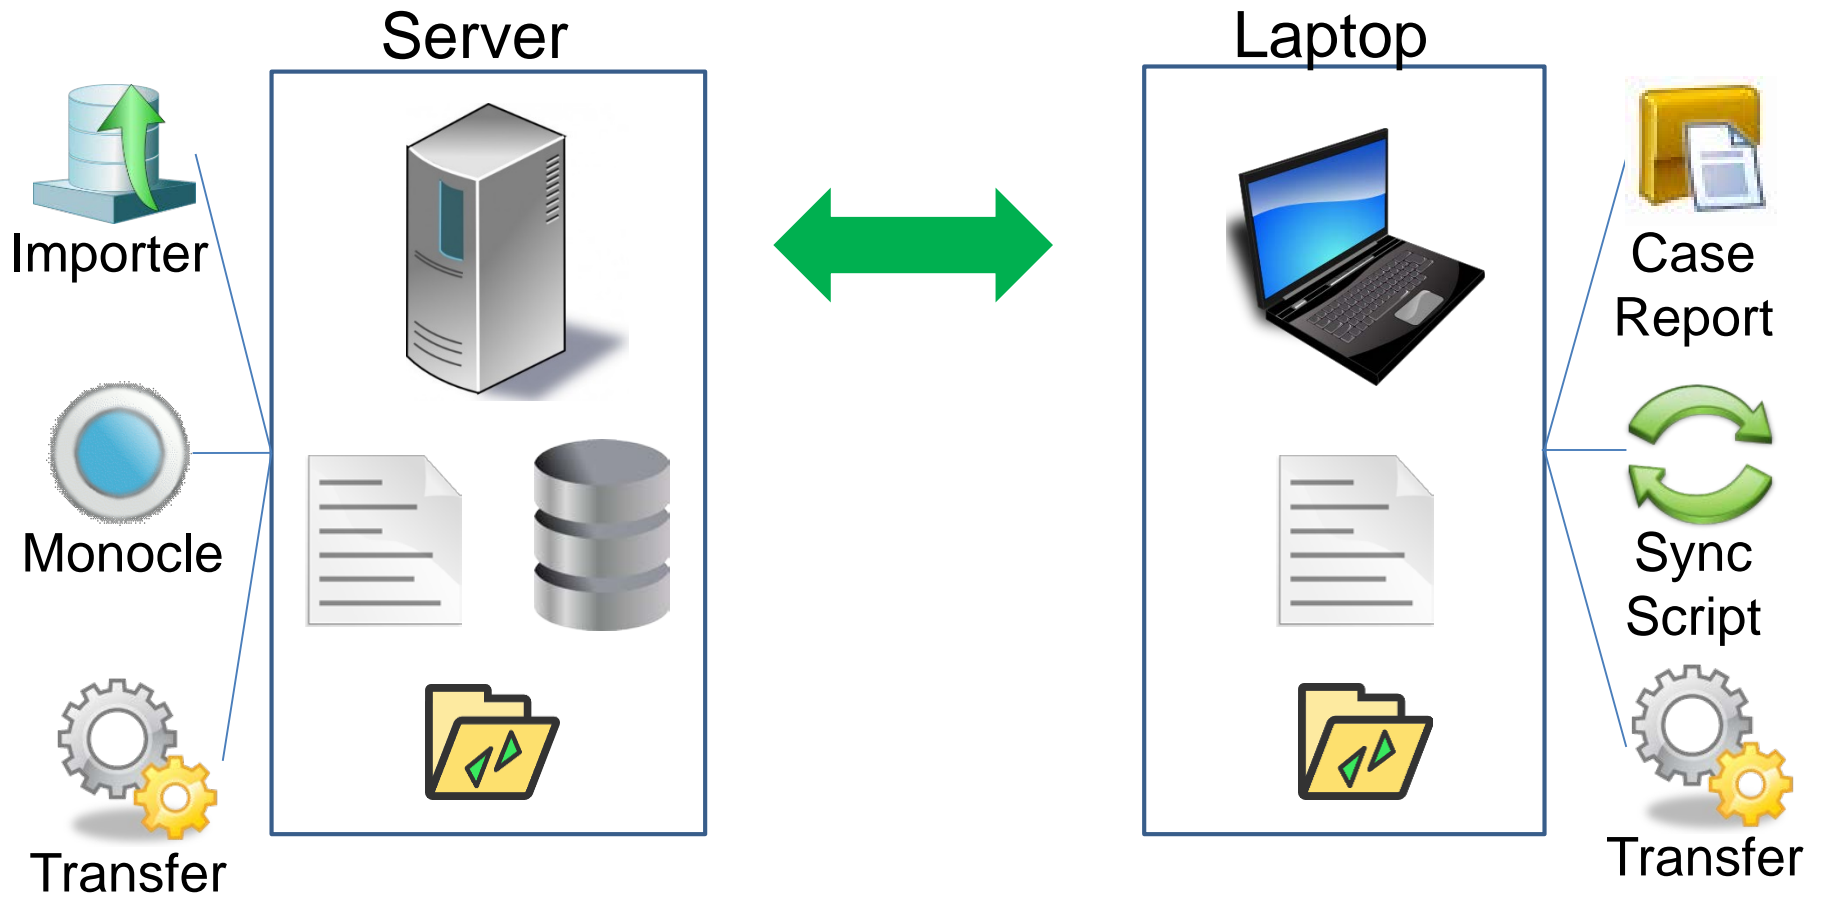 Server
Laptop
Importer
Monocle
Transfer
Case
Report
Sync
Script
Transfer